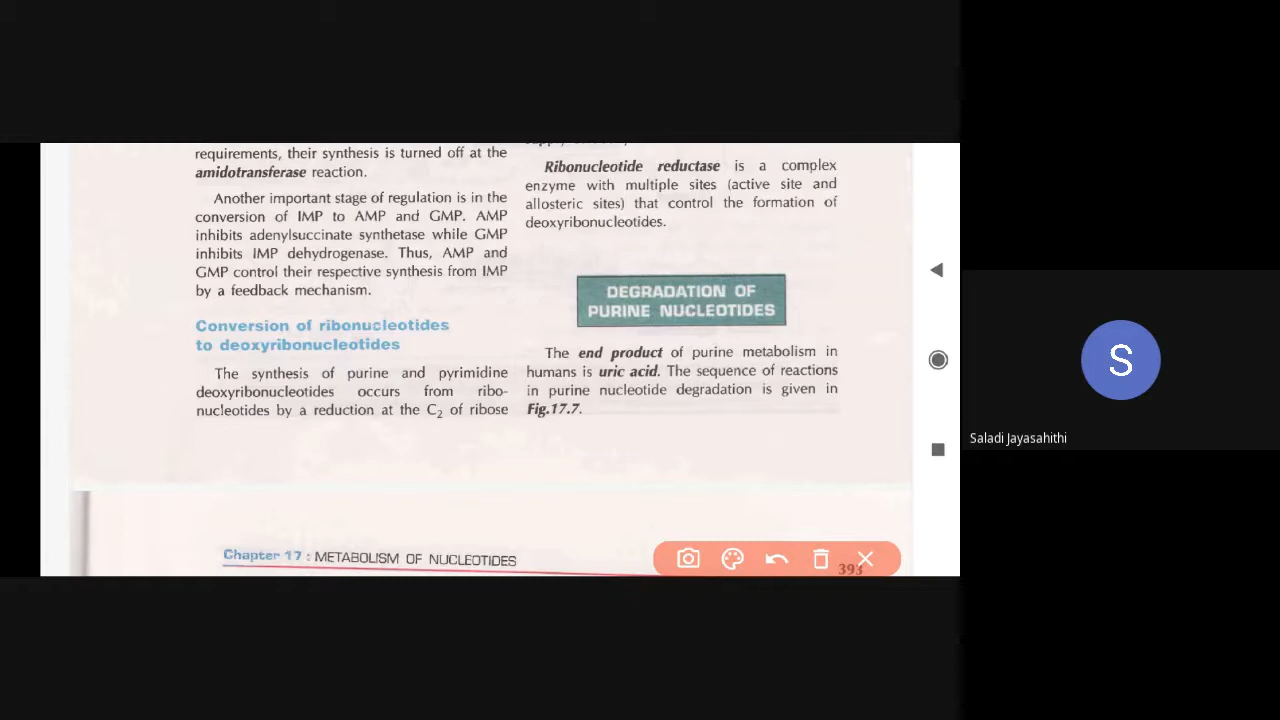 requirements, their synthesis is turned off at the
amidotransferase reaction.
Another important stage of regulation is in the
conversion of IMP to AMP and GMP. AMP
inhibits adenylsuccinate synthetase while GMP
inhibits IMP dehydrogenase. Thus, AMP and
GMP control their respective synthesis from IMP
by a feedback mechanism.
Conversion of ribonucleotides
to deoxyribonucleotides
The synthesis of purine and pyrimidine
deoxyribonucleotides occurs from ribo-
nucleotides by a reduction at the C2 of ribose
Ribonucleotide reductase is a complex
enzyme with multiple sites (active site and
allosteric sites) that control the formation of
deoxyribonucleotides.
DEGRADATION OF
PURINE NUCLEOTIDES
The end product of purine metabolism in
humans is uric acid. The sequence of reactions
in purine nucleotide degradation is given in
Fig.17.7.
Chapter 17 : METABOLISM OF NUCLEOTIDES
393
S
Saladi Jayasahithi